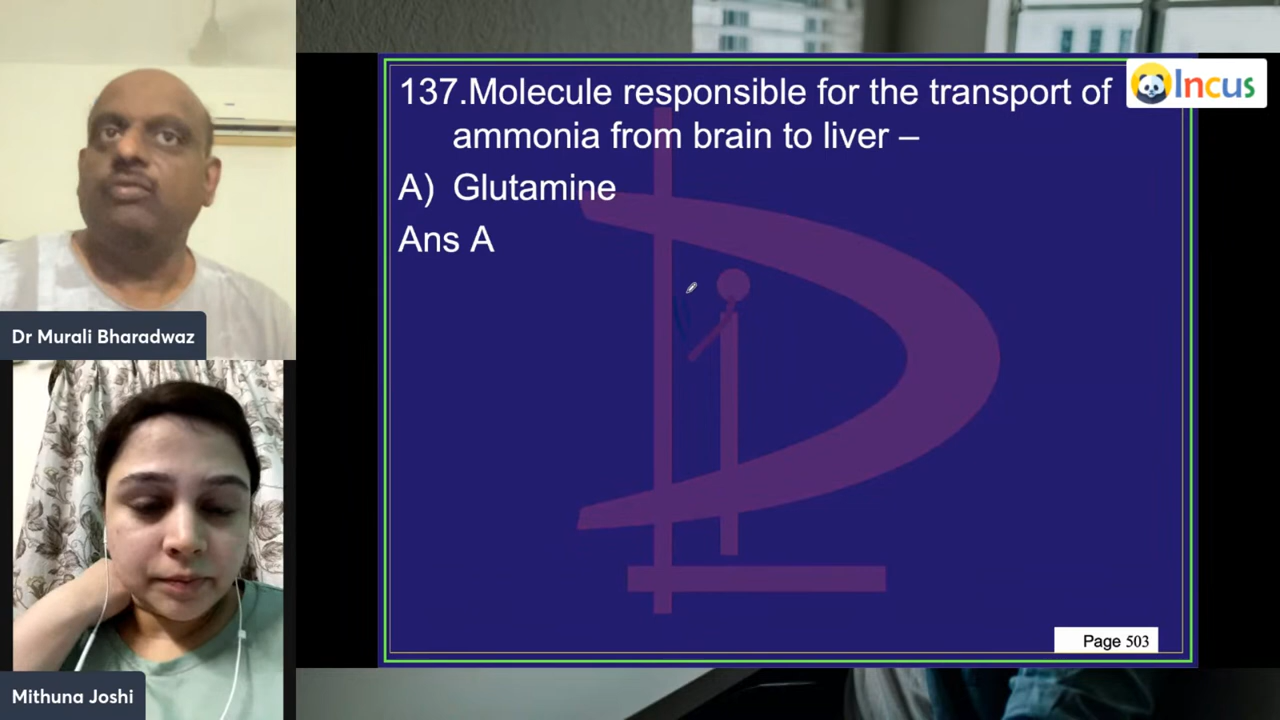 137.Molecule responsible for the transport of
ammonia from brain to liver –
A) Glutamine
Ans A
Incus
Dr Murali Bharadwaz
Mithuna Joshi
Page 503